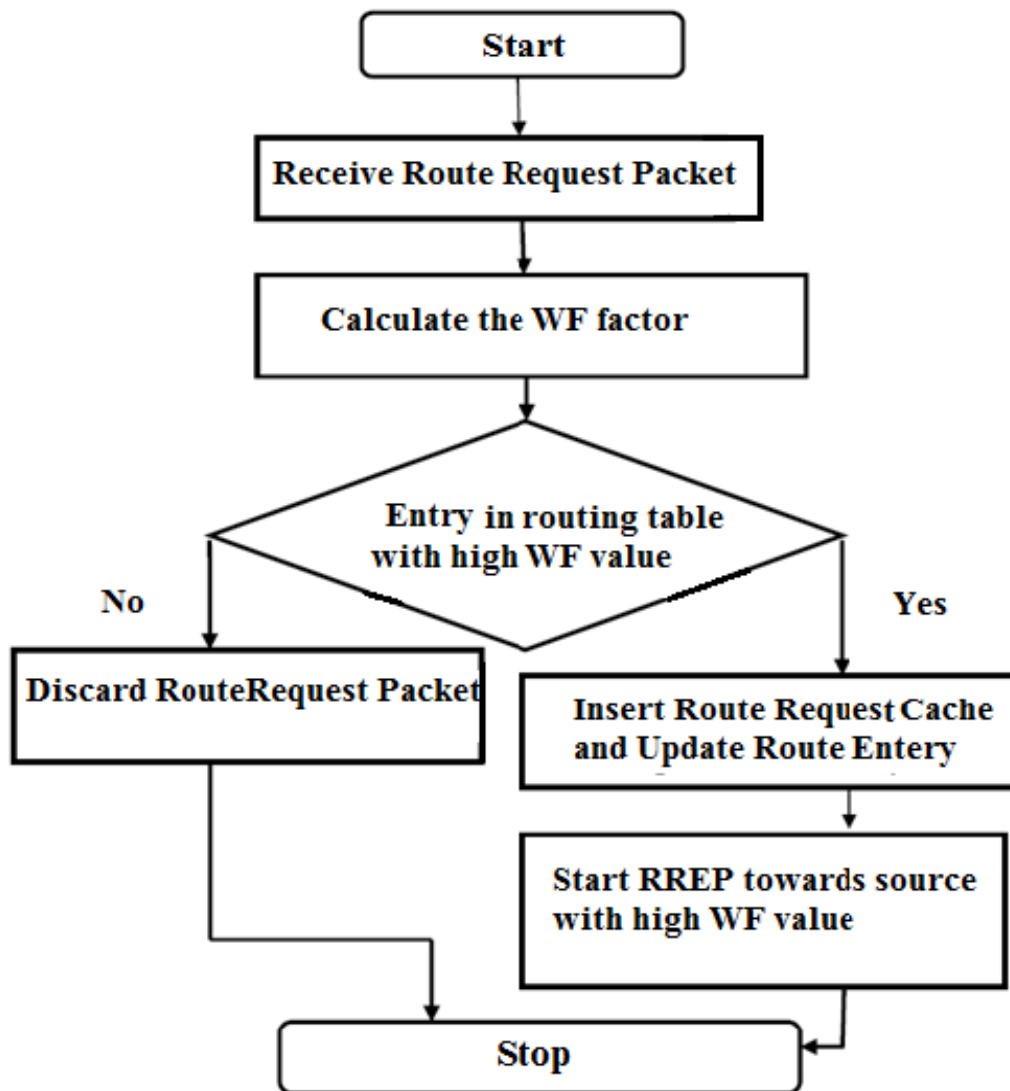 Start
Receive Route Request Packet
Calculate the WF factor
Entry in routing table
with high WF value
No
Yes
Discard RouteRequest Packet
Insert Route Request Cache
and Update Route Entery
Start RREP towards source
with high WF value
Stop